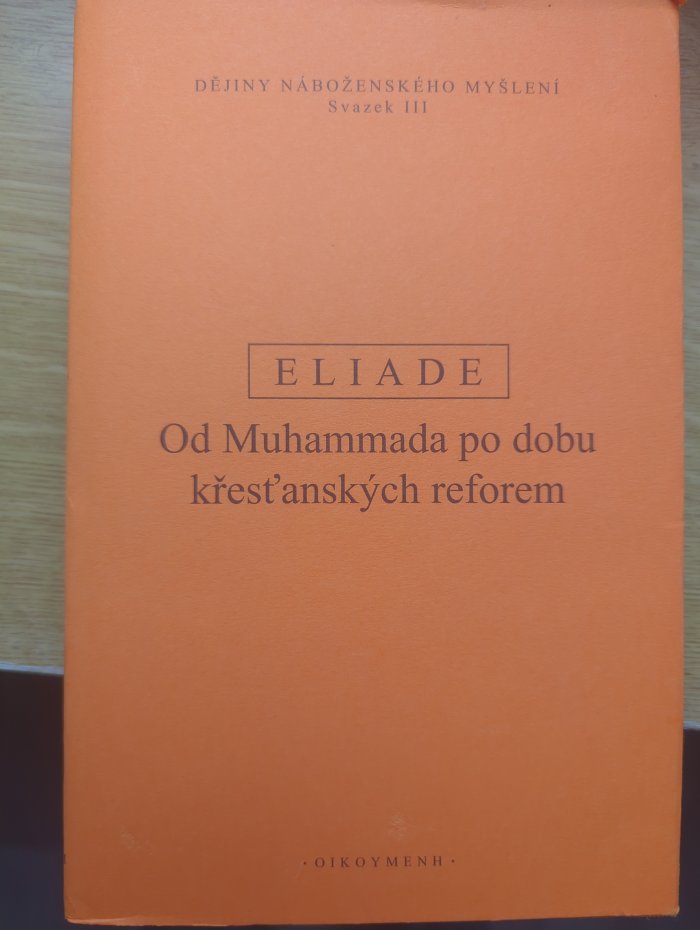 DĚJINY NÁBOŽENSKÉHO MYŠLENÍ
Svazek III
ELIADE
Od Muhammada po dobu
křesťanských reforem
· OIKOYMENH ·